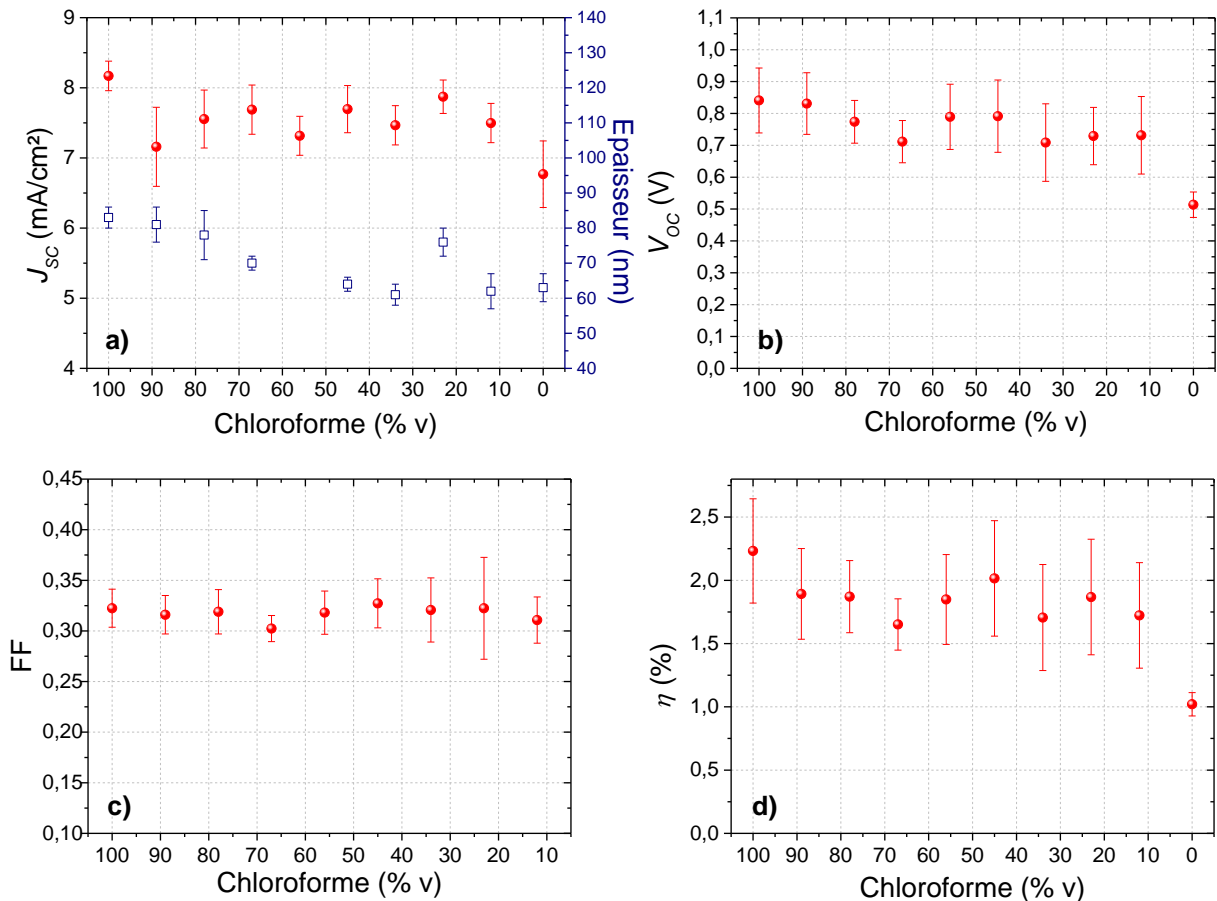 9
8
7
6
5
4
J_SC (mA/cm²)
140
130
120
110
100
90
80
70
60
50
40
Epaisseur (nm)
a)
100 90 80 70 60 50 40 30 20 10 0
Chloroforme (% v)
1,1
1,0
0,9
0,8
0,7
0,6
0,5
0,4
0,3
0,2
0,1
0,0
V_OC (V)
b)
100 90 80 70 60 50 40 30 20 10 0
Chloroforme (% v)
0,45
0,40
0,35
0,30
0,25
0,20
0,15
0,10
FF
c)
100 90 80 70 60 50 40 30 20 10
Chloroforme (% v)
2,5
2,0
1,5
1,0
0,5
0,0
η (%)
d)
100 90 80 70 60 50 40 30 20 10 0
Chloroforme (% v)